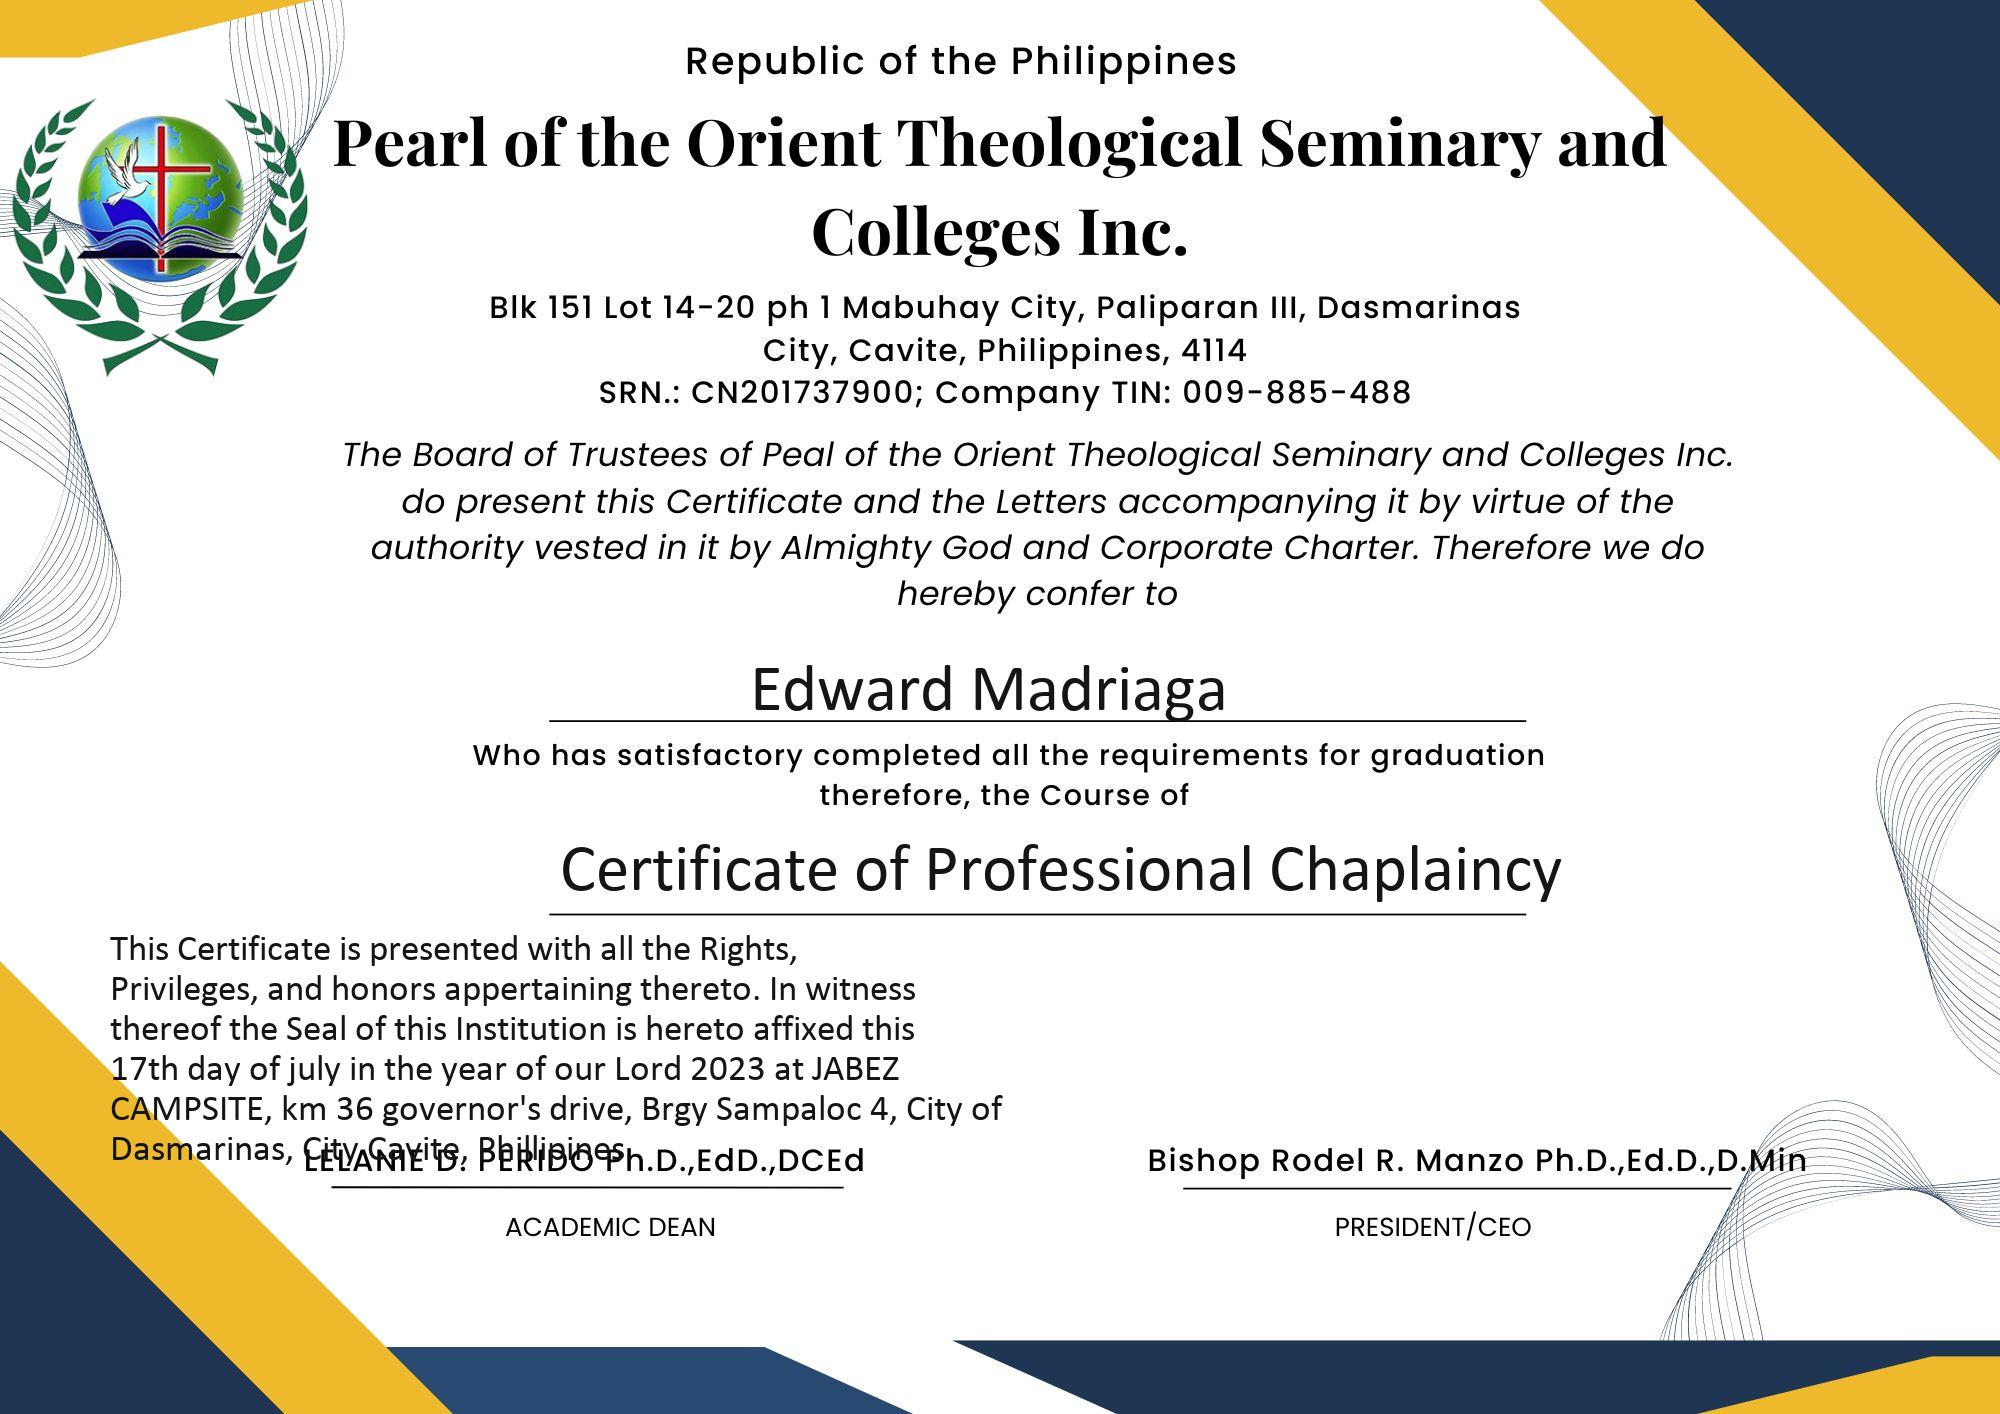 Republic of the Philippines
Pearl of the Orient Theological Seminary and
Colleges Inc.
Blk 151 Lot 14-20 ph 1 Mabuhay City, Paliparan III, Dasmarinas
City, Cavite, Philippines, 4114
SRN.: CN201737900; Company TIN: 009-885-488
The Board of Trustees of Peal of the Orient Theological Seminary and Colleges Inc.
do present this Certificate and the Letters accompanying it by virtue of the
authority vested in it by Almighty God and Corporate Charter. Therefore we do
hereby confer to
Edward Madriaga
Who has satisfactory completed all the requirements for graduation
therefore, the Course of
Certificate of Professional Chaplaincy
This Certificate is presented with all the Rights,
Privileges, and honors appertaining thereto. In witness
thereof the Seal of this Institution is hereto affixed this
17th day of july in the year of our Lord 2023 at JABEZ
CAMPSITE, km 36 governor's drive, Brgy Sampaloc 4, City of
Dasmarinas, City Cavite, Phillipines
LELANIE D. PERIDO Ph.D.,EdD.,DCEd
ACADEMIC DEAN
Bishop Rodel R. Manzo Ph.D.,Ed.D.,D.Min
PRESIDENT/CEO